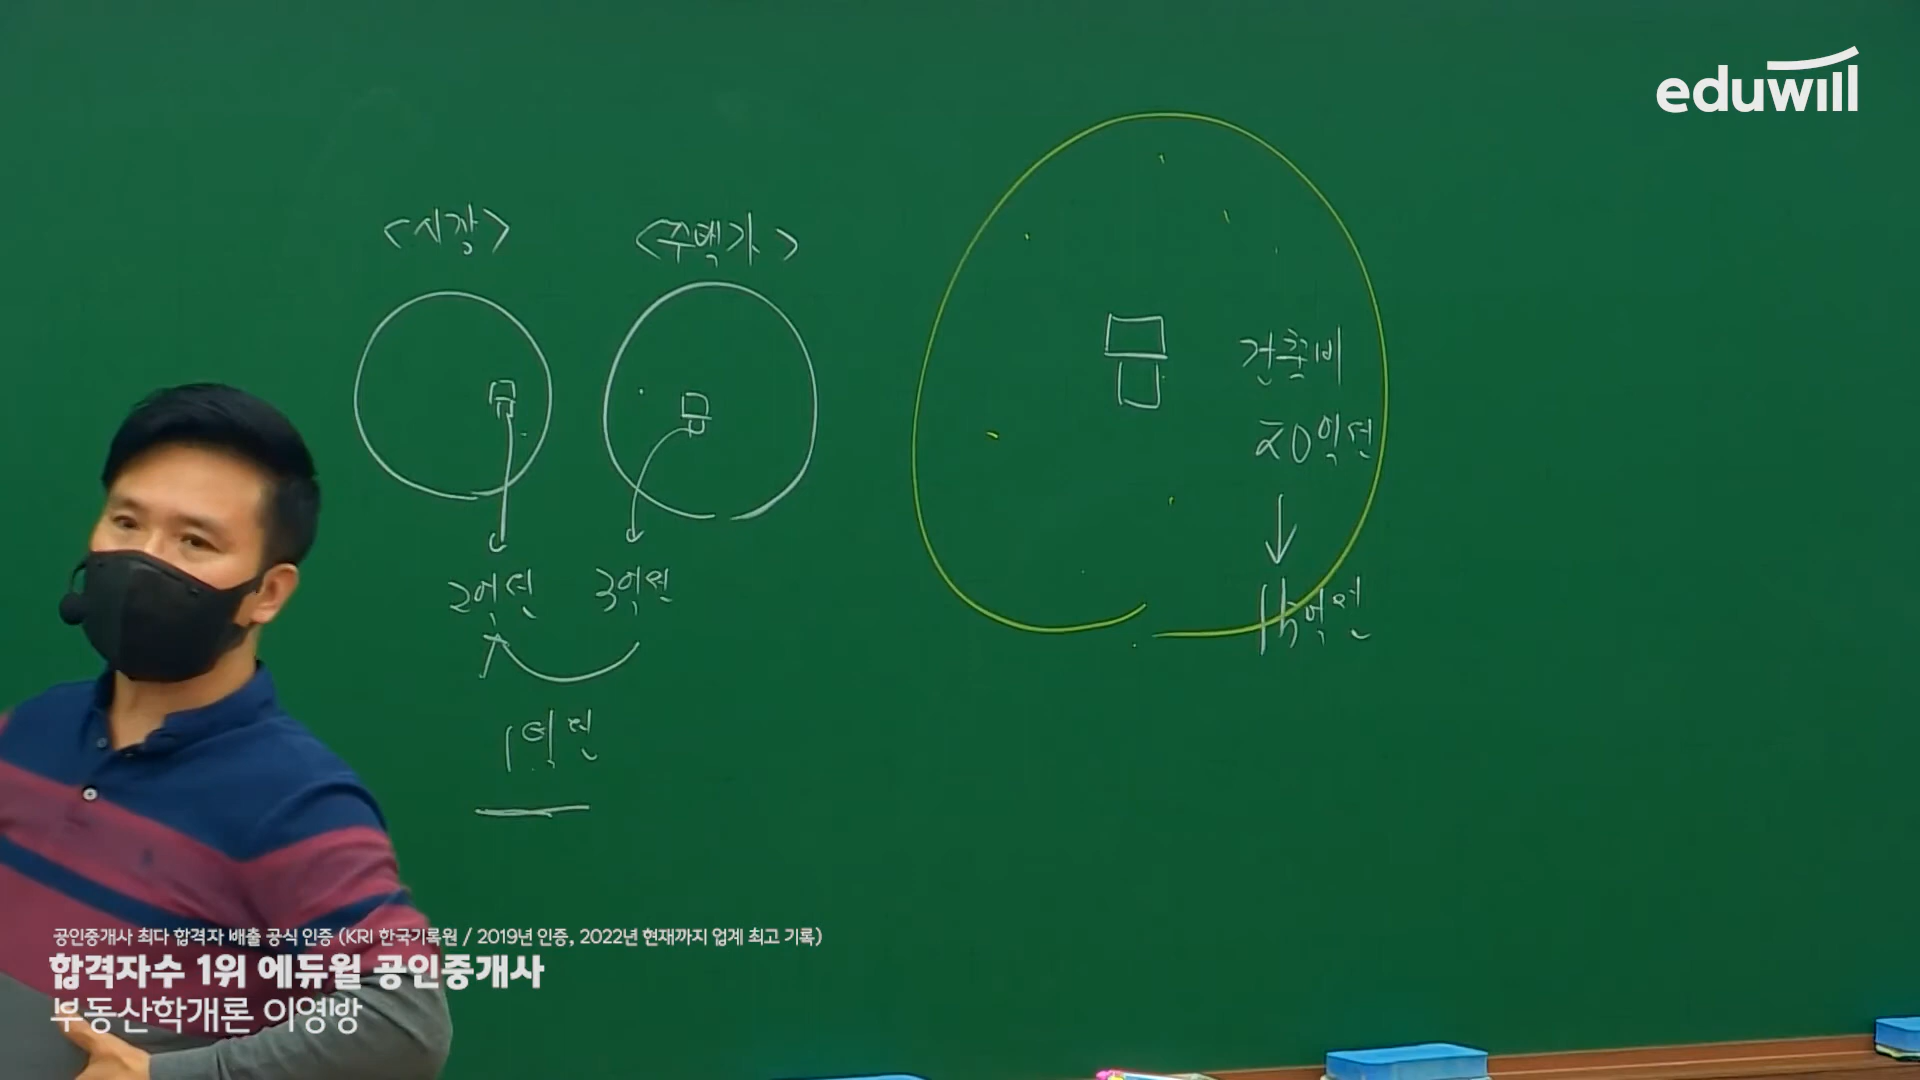 eduwill
<시장>
<주택가>
건축비
20억원
15억원
2억원
3억원
1억원
공인중개사 최다 합격자 배출 공식 인증 (KRI 한국기록원 / 2019년 인증, 2022년 현재까지 업계 최고 기록)
합격자수 1위 에듀윌 공인중개사
부동산학개론 이영방